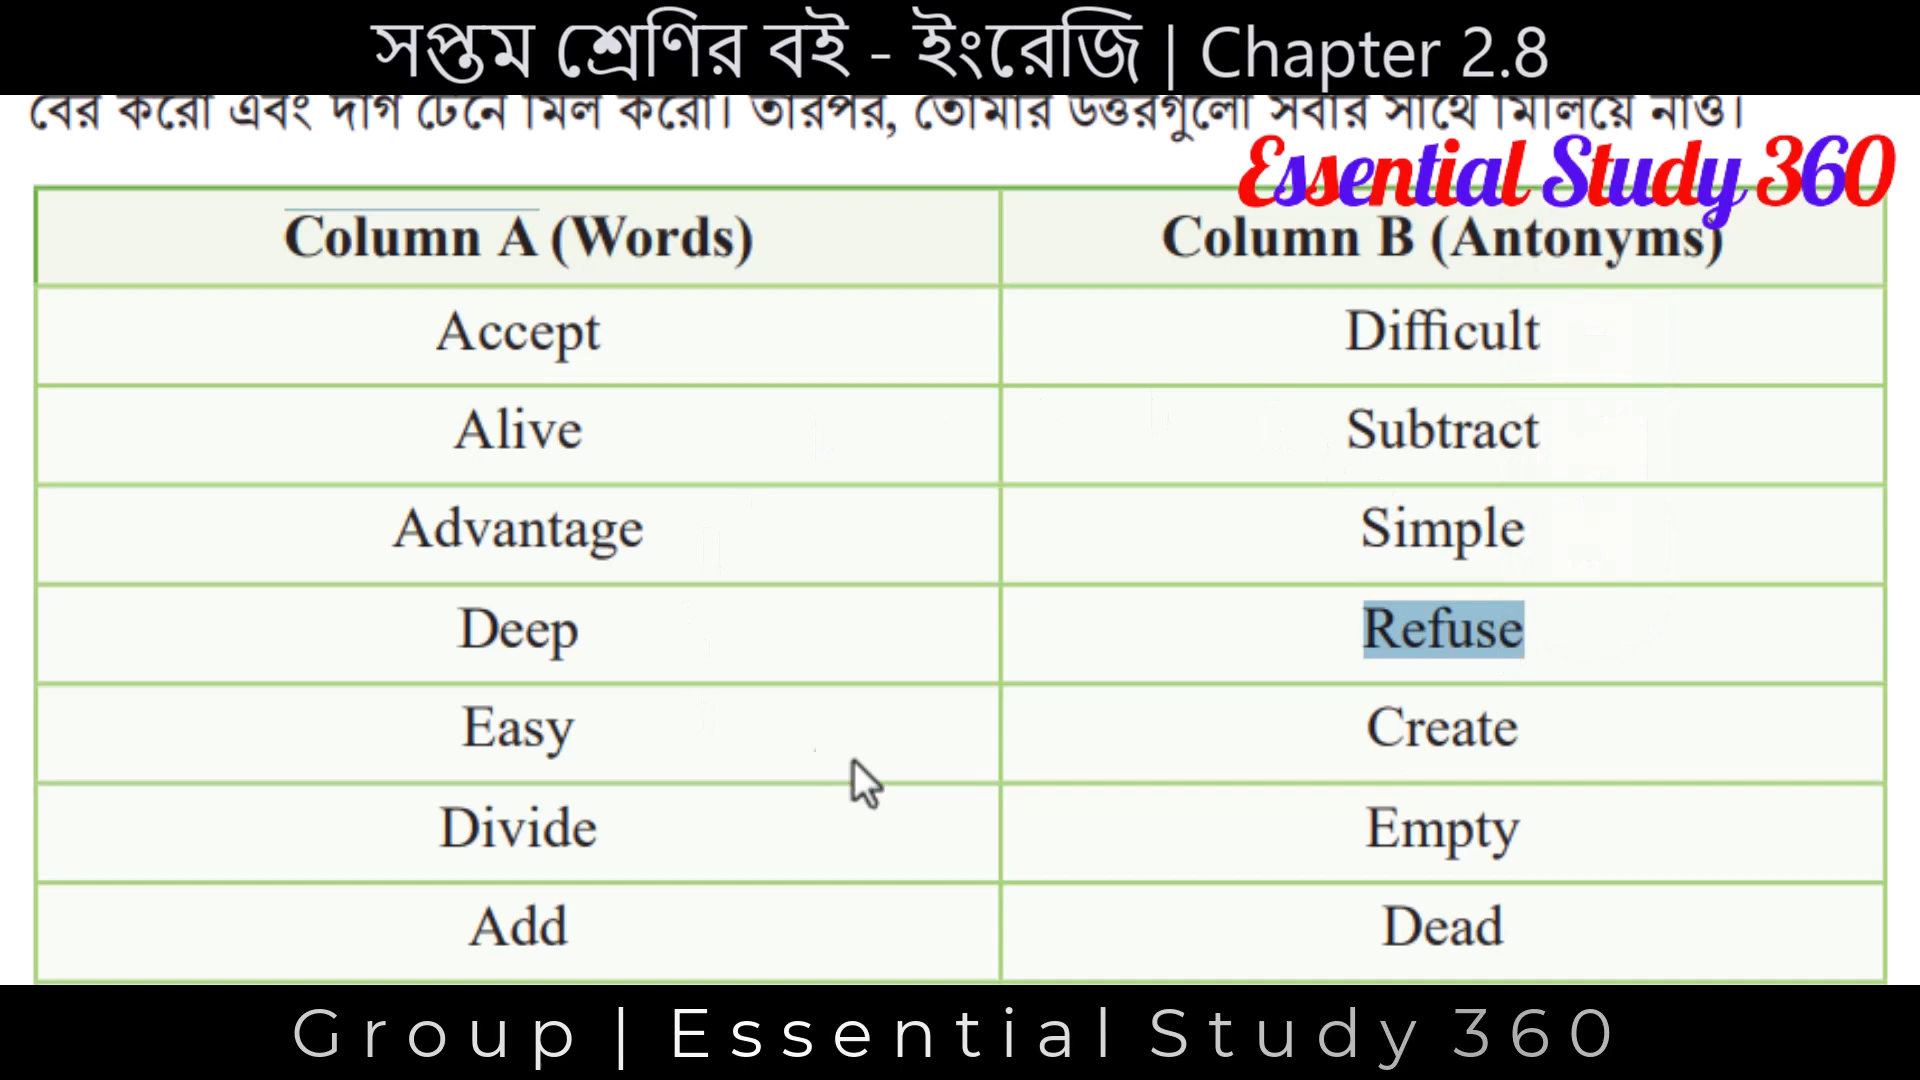 সপ্তম শ্রেণির বই - ইংরেজি | Chapter 2.8
বের করো এবং দাগ টেনে মিল করো। তারপর, তোমার উত্তরগুলো সবার সাথে মিলিয়ে নাও।
Essential Study 360
Column A (Words) Column B (Antonyms)
Accept Difficult
Alive Subtract
Advantage Simple
Deep Refuse
Easy Create
Divide Empty
Add Dead
Group | Essential Study 360